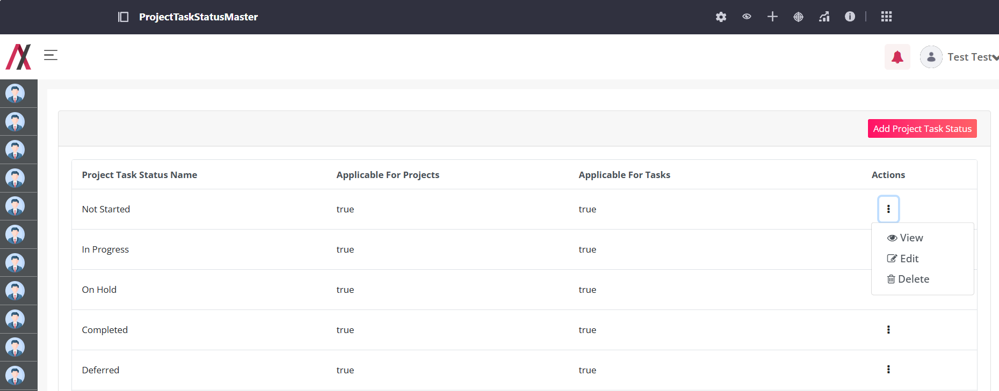 ProjectTaskStatusMaster
Test Test
Add Project Task Status
Project Task Status Name Applicable For Projects Applicable For Tasks Actions
Not Started true true
View
In Progress true true
Edit
Delete
On Hold true true
Completed true true
Deferred true true